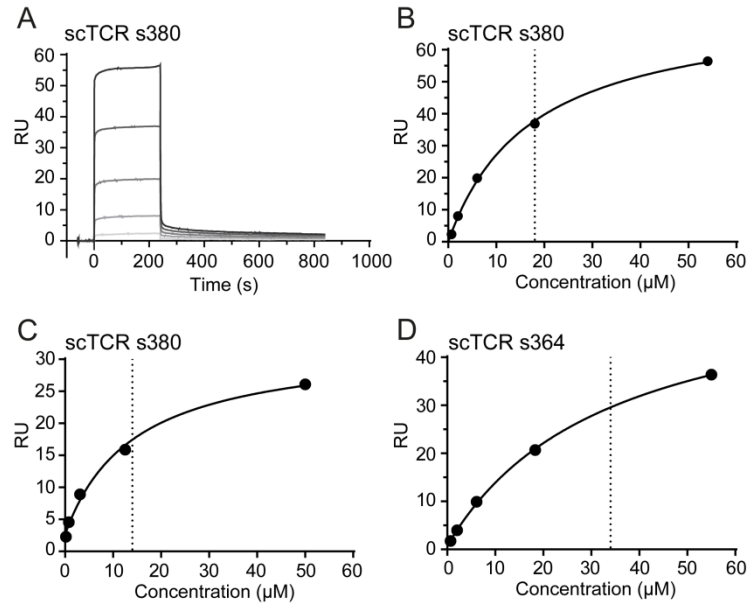 A
scTCR s380
RU
60
50
40
30
20
10
0
0 200 400 600 800 1000
Time (s)
B
scTCR s380
RU
60
50
40
30
20
10
0
0 10 20 30 40 50 60
Concentration (µM)
C
scTCR s380
RU
30
25
20
15
10
5
0
0 10 20 30 40 50 60
Concentration (µM)
D
scTCR s364
RU
40
30
20
10
0
0 10 20 30 40 50 60
Concentration (µM)